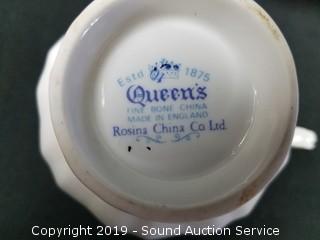 Estd 1875
Queen's
FINE BONE CHINA
MADE IN ENGLAND
Rosina China Co Ltd.
Copyright 2019 - Sound Auction Service